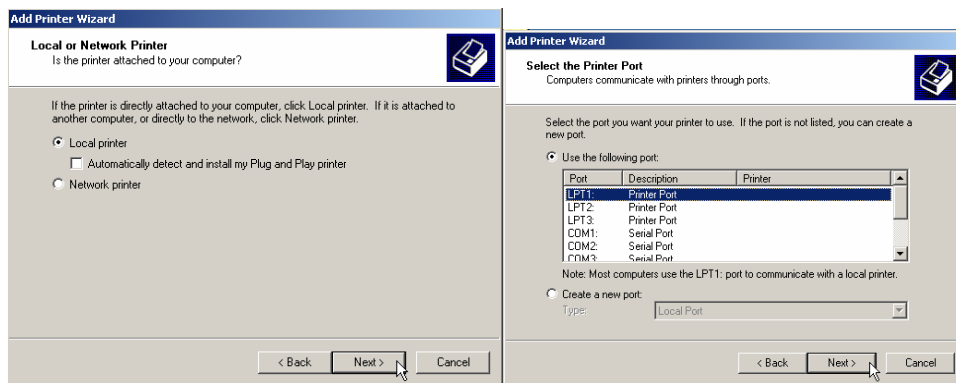 Add Printer Wizard
Local or Network Printer
Is the printer attached to your computer?
If the printer is directly attached to your computer, click Local printer. If it is attached to
another computer, or directly to the network, click Network printer.
Local printer
Automatically detect and install my Plug and Play printer
Network printer
< Back Next > Cancel
Add Printer Wizard
Select the Printer Port
Computers communicate with printers through ports.
Select the port you want your printer to use. If the port is not listed, you can create a
new port.
Use the following port:
Port Description Printer
LPT1: Printer Port
LPT2: Printer Port
LPT3: Printer Port
COM1: Serial Port
COM2: Serial Port
COM3: Serial Port
Note: Most computers use the LPT1: port to communicate with a local printer.
Create a new port:
Type: Local Port
< Back Next > Cancel